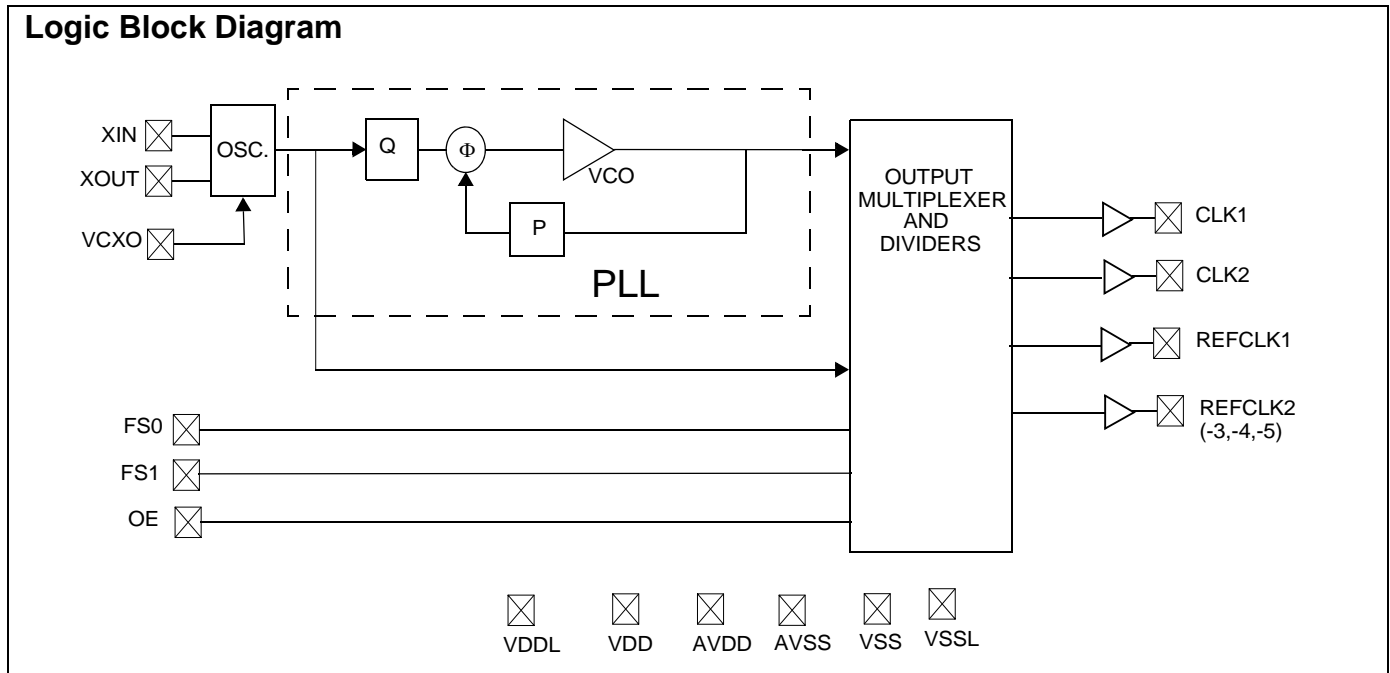 Logic Block Diagram
XIN
XOUT
VCXO
OSC.
Q
Φ
VCO
P
PLL
OUTPUT
MULTIPLEXER
AND
DIVIDERS
CLK1
CLK2
REFCLK1
REFCLK2
(-3,-4,-5)
FS0
FS1
OE
VDDL
VDD
AVDD
AVSS
VSS
VSSL